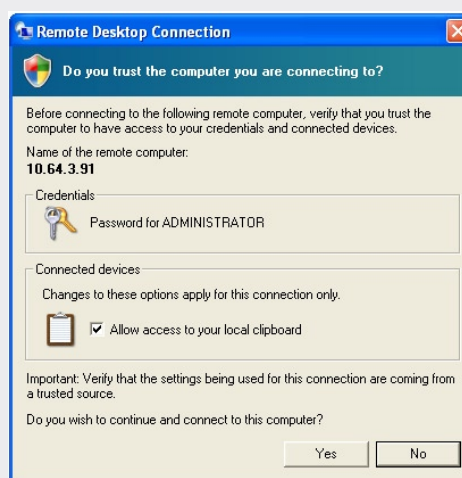 Remote Desktop Connection
Do you trust the computer you are connecting to?
Before connecting to the following remote computer, verify that you trust the
computer to have access to your credentials and connected devices.
Name of the remote computer:
10.64.3.91
Credentials
Password for ADMINISTRATOR
Connected devices
Changes to these options apply for this connection only.
Allow access to your local clipboard
Important: Verify that the settings being used for this connection are coming from
a trusted source.
Do you wish to continue and connect to this computer?
Yes No